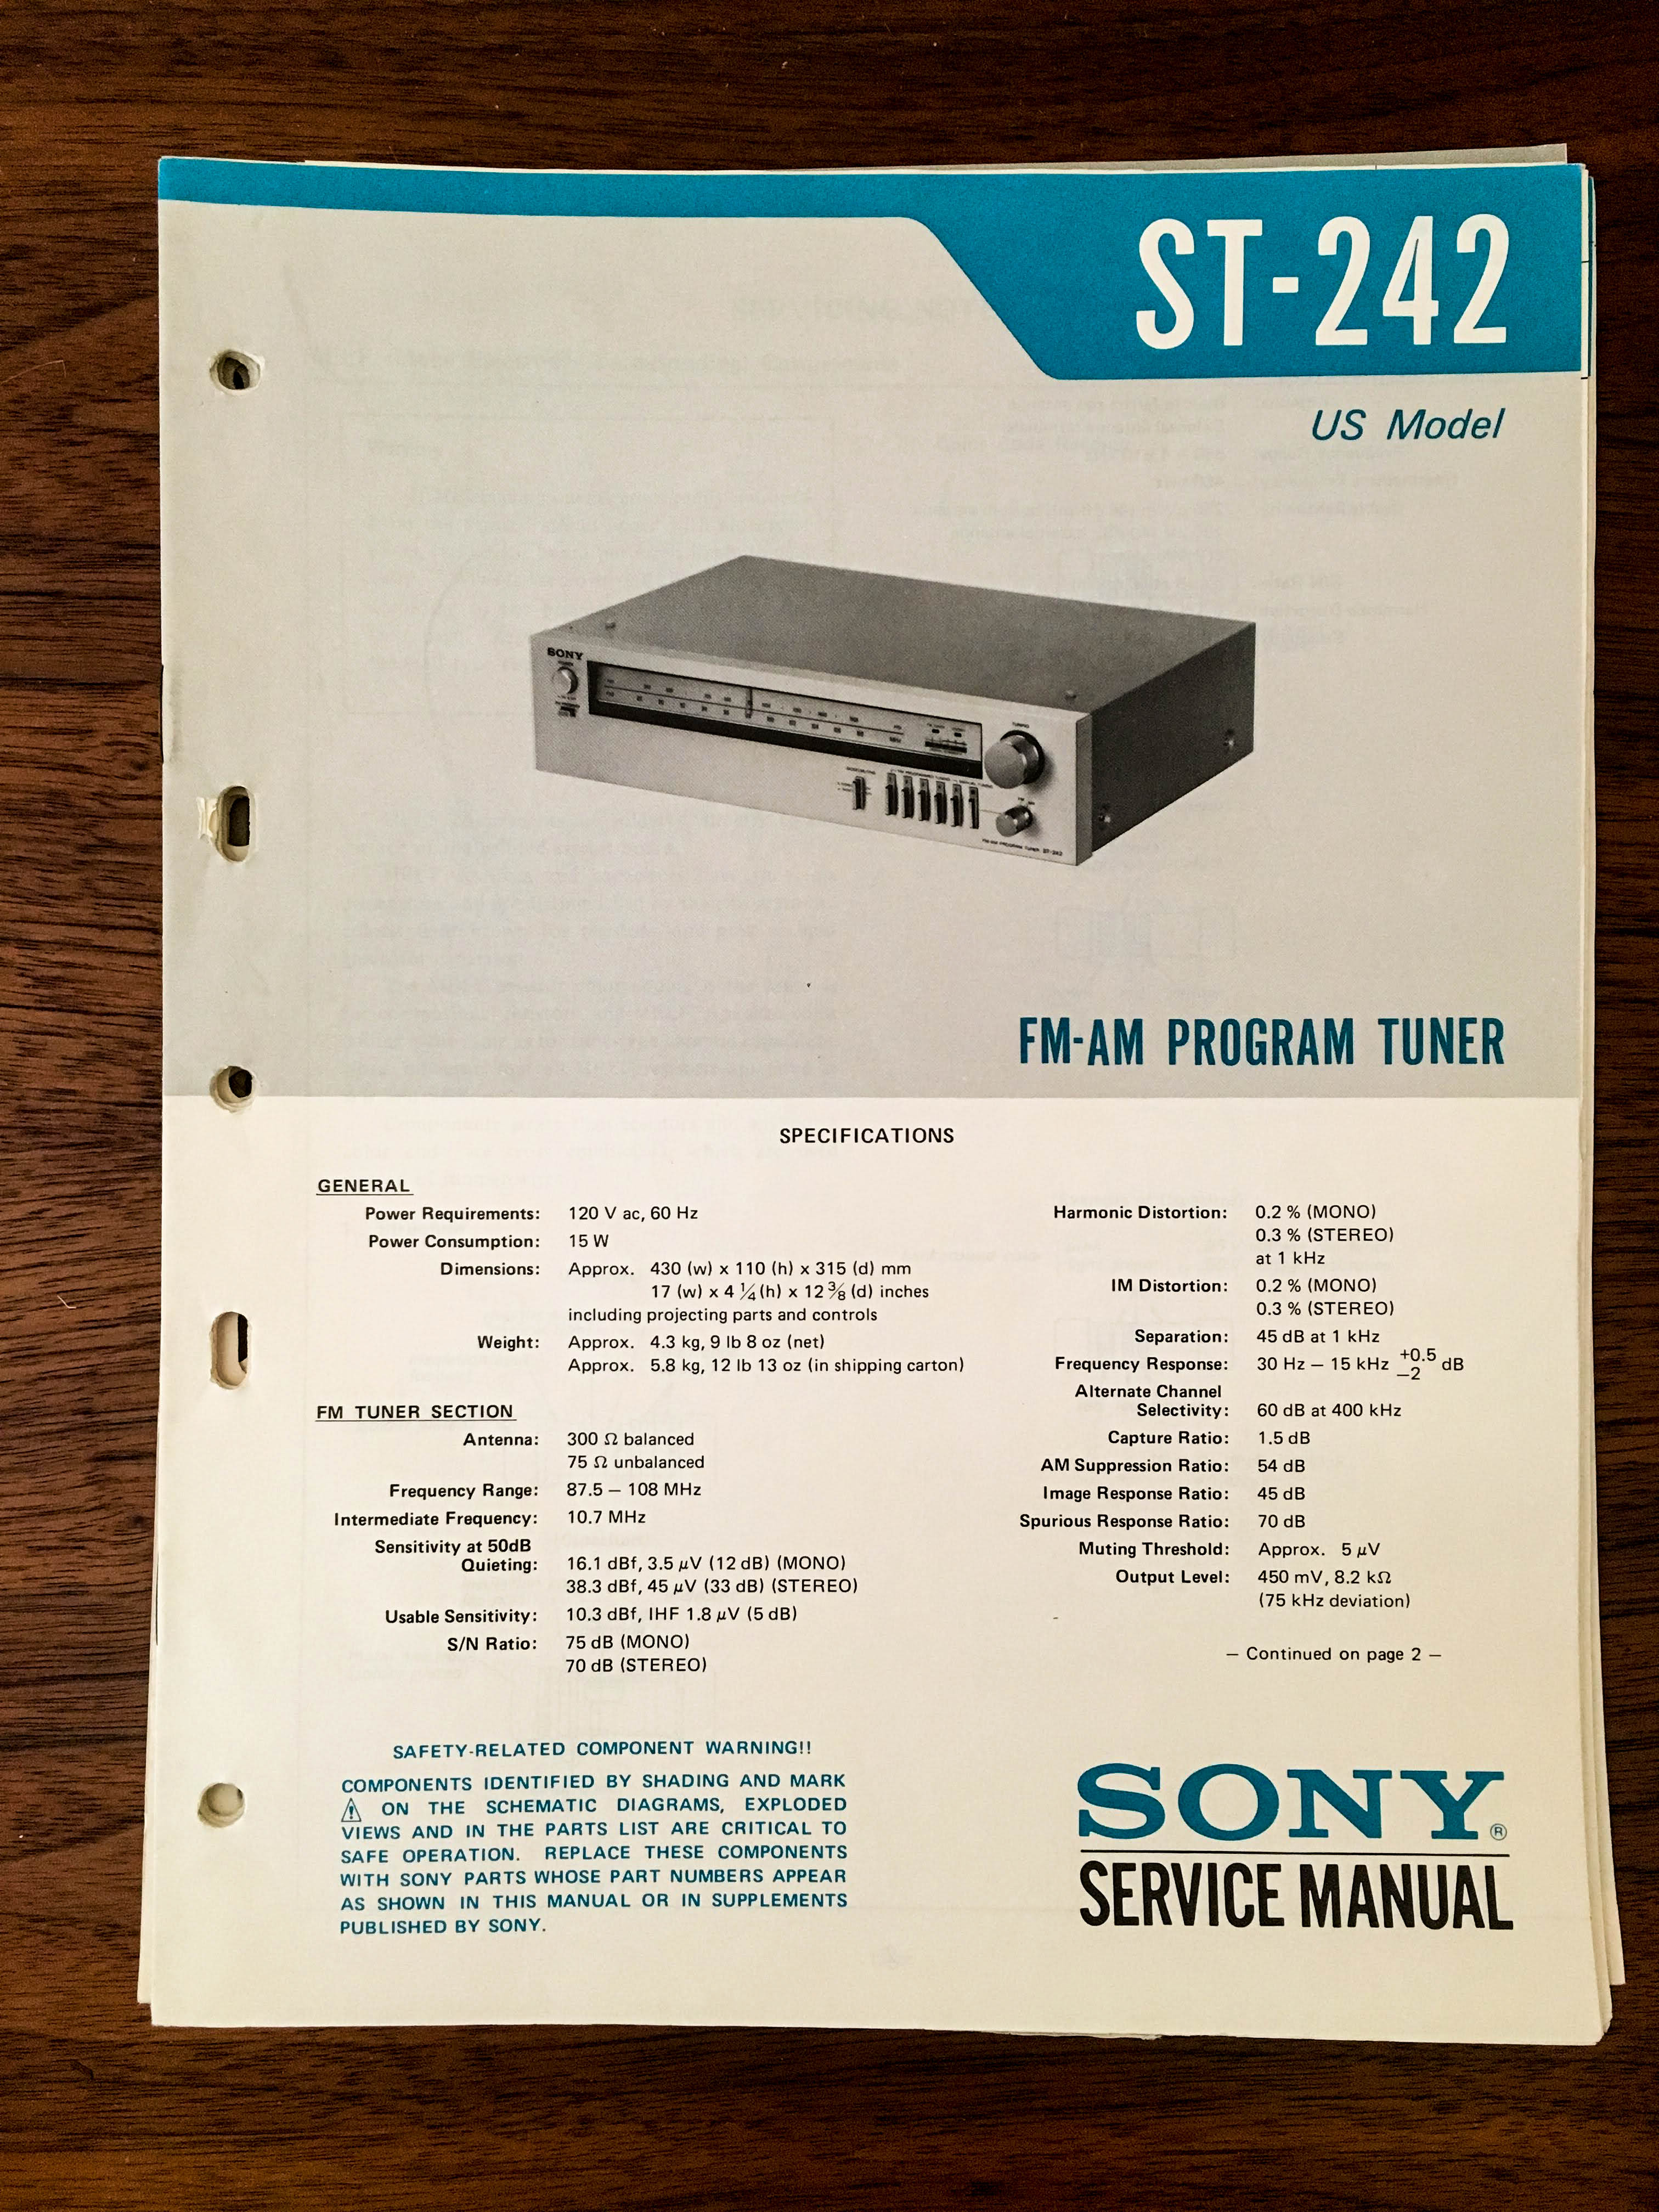 ST-242
US Model
SONY
TUNING
FM-AM PROGRAM TUNER ST-242
FM-AM PROGRAM TUNER
SPECIFICATIONS
GENERAL
Power Requirements: 120 V ac, 60 Hz
Power Consumption: 15 W
Dimensions: Approx. 430 (w) x 110 (h) x 315 (d) mm
17 (w) x 4 1/4 (h) x 12 3/8 (d) inches
including projecting parts and controls
Weight: Approx. 4.3 kg, 9 lb 8 oz (net)
Approx. 5.8 kg, 12 lb 13 oz (in shipping carton)
FM TUNER SECTION
Antenna: 300 Ω balanced
75 Ω unbalanced
Frequency Range: 87.5 – 108 MHz
Intermediate Frequency: 10.7 MHz
Sensitivity at 50dB
Quieting: 16.1 dBf, 3.5 μV (12 dB) (MONO)
38.3 dBf, 45 μV (33 dB) (STEREO)
Usable Sensitivity: 10.3 dBf, IHF 1.8 μV (5 dB)
S/N Ratio: 75 dB (MONO)
70 dB (STEREO)
Harmonic Distortion: 0.2 % (MONO)
0.3 % (STEREO)
at 1 kHz
IM Distortion: 0.2 % (MONO)
0.3 % (STEREO)
Separation: 45 dB at 1 kHz
Frequency Response: 30 Hz – 15 kHz +0.5 –2 dB
Alternate Channel
Selectivity: 60 dB at 400 kHz
Capture Ratio: 1.5 dB
AM Suppression Ratio: 54 dB
Image Response Ratio: 45 dB
Spurious Response Ratio: 70 dB
Muting Threshold: Approx. 5 μV
Output Level: 450 mV, 8.2 kΩ
(75 kHz deviation)
– Continued on page 2 –
SAFETY-RELATED COMPONENT WARNING!!
COMPONENTS IDENTIFIED BY SHADING AND MARK
⚠ ON THE SCHEMATIC DIAGRAMS, EXPLODED
VIEWS AND IN THE PARTS LIST ARE CRITICAL TO
SAFE OPERATION. REPLACE THESE COMPONENTS
WITH SONY PARTS WHOSE PART NUMBERS APPEAR
AS SHOWN IN THIS MANUAL OR IN SUPPLEMENTS
PUBLISHED BY SONY.
SONY®
SERVICE MANUAL